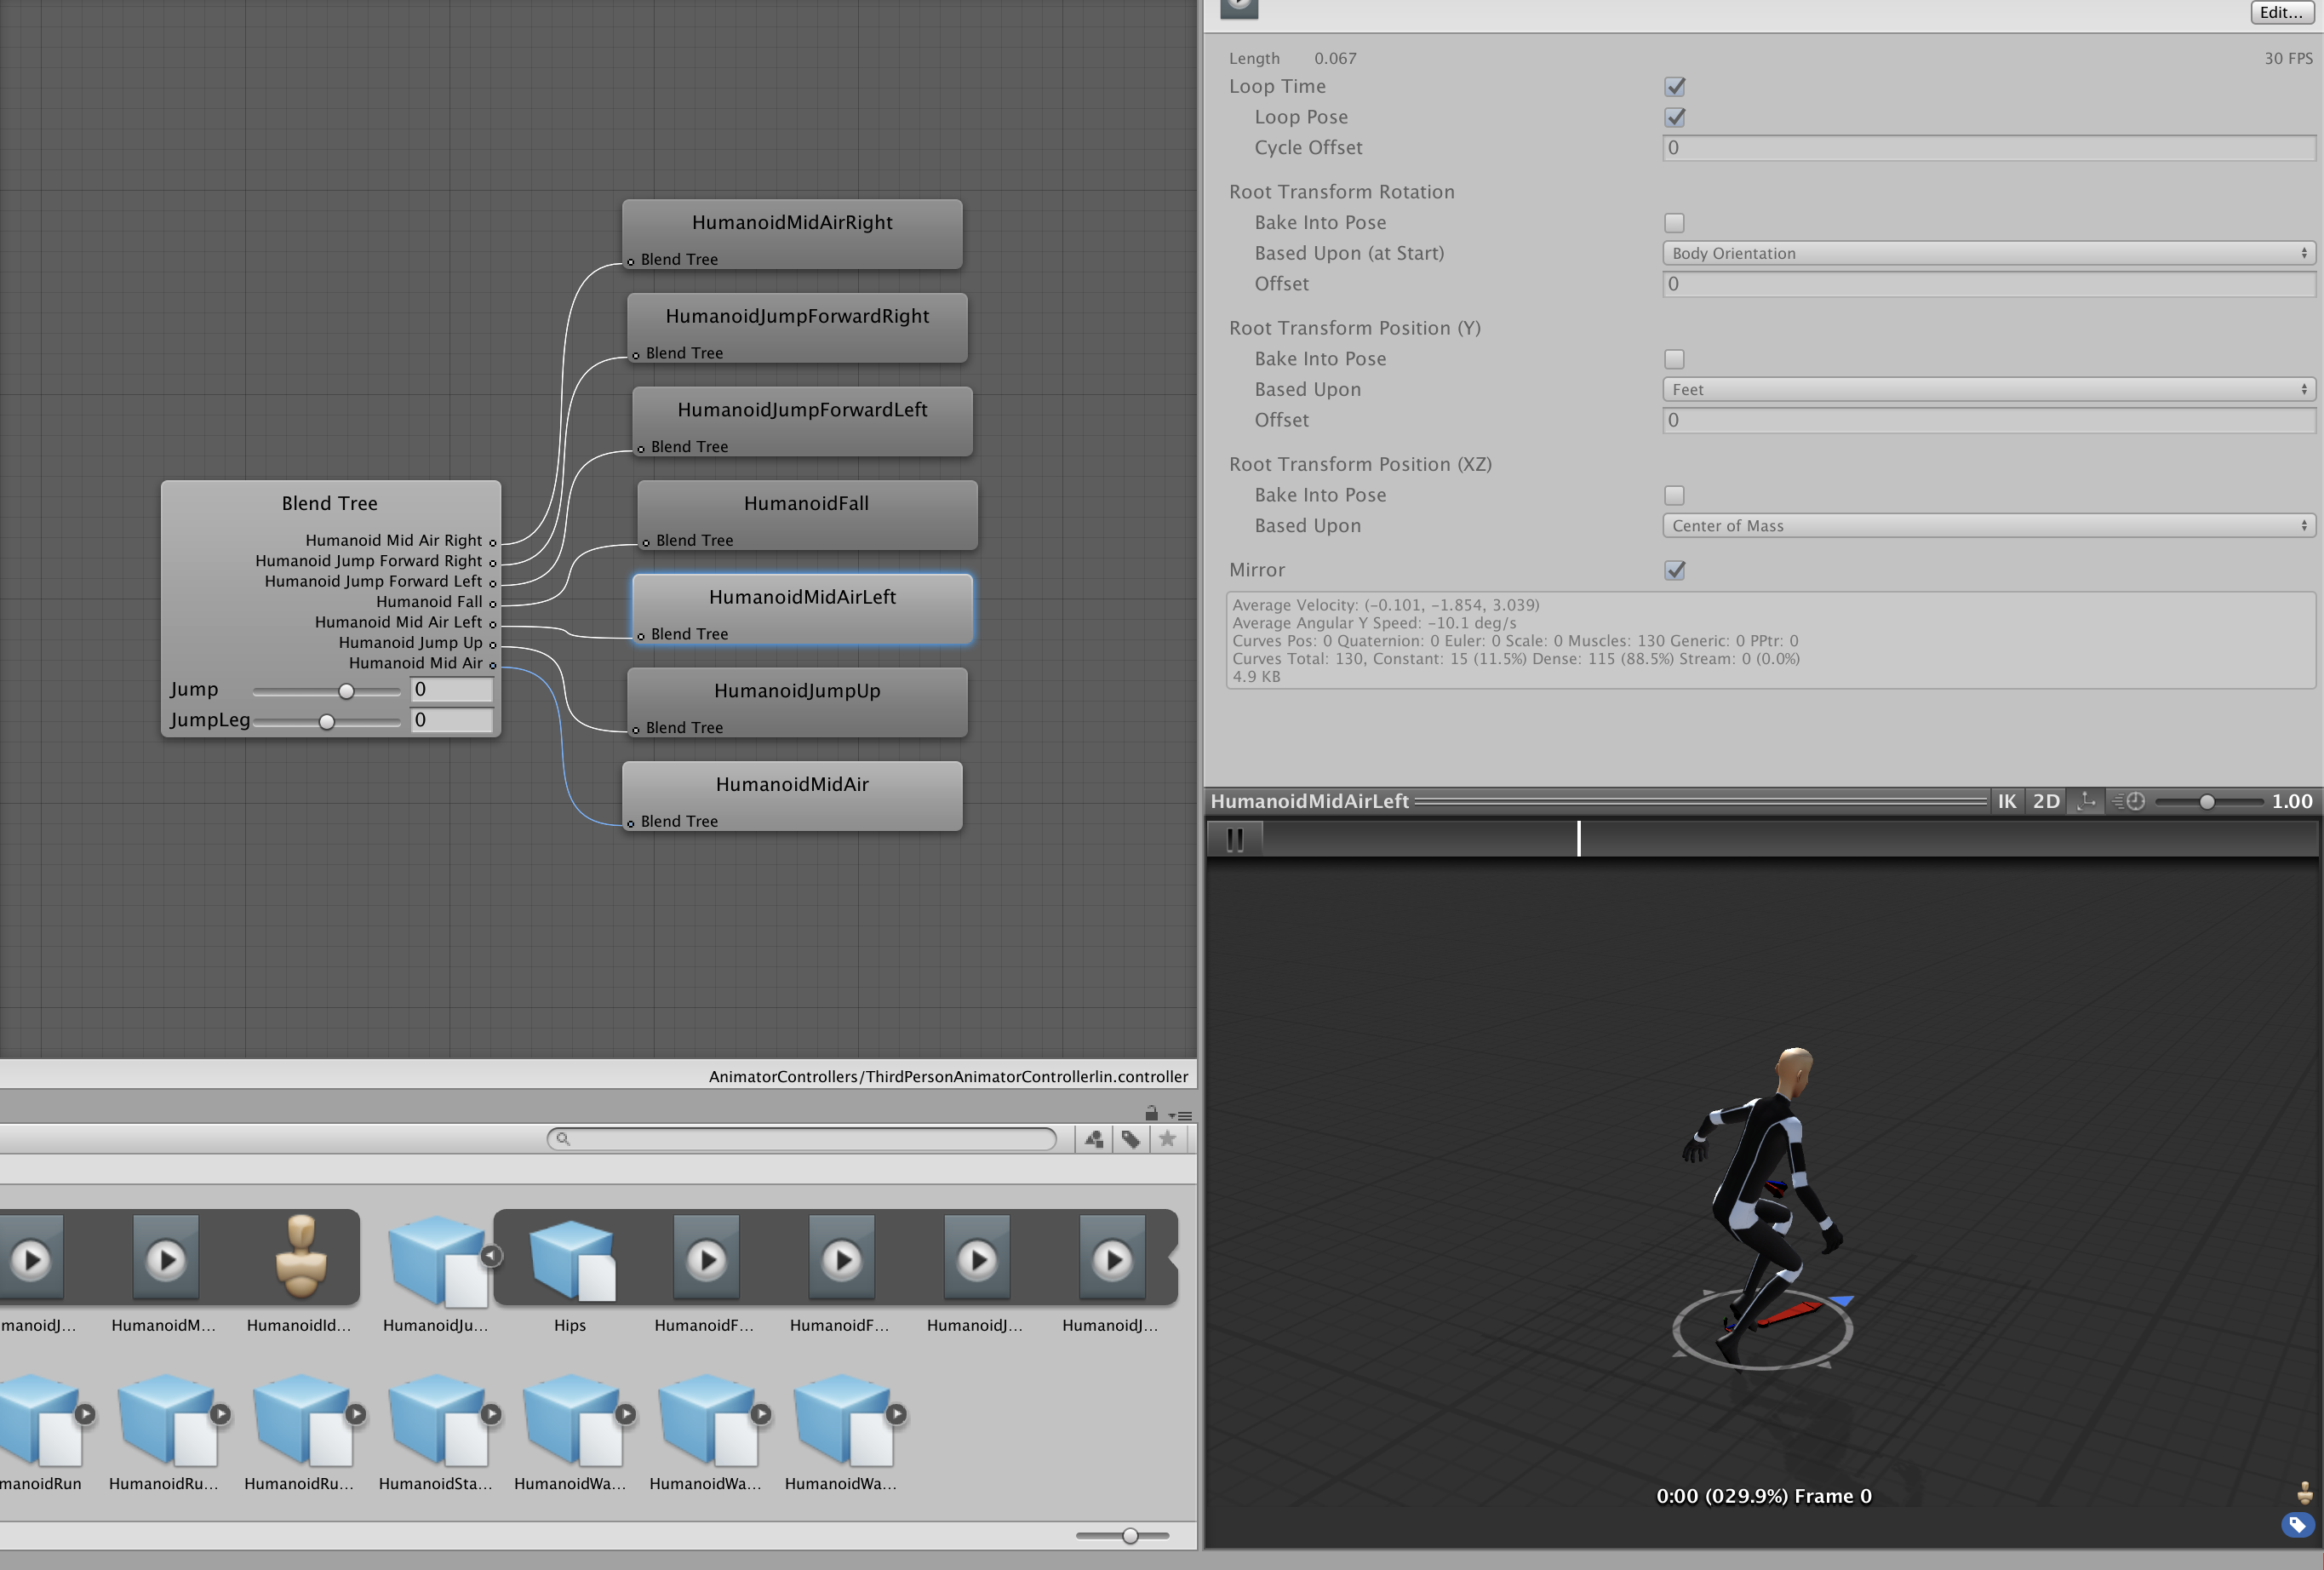 HumanoidMidAirRight
Blend Tree
HumanoidJumpForwardRight
Blend Tree
HumanoidJumpForwardLeft
Blend Tree
HumanoidFall
Blend Tree
HumanoidMidAirLeft
Blend Tree
HumanoidJumpUp
Blend Tree
HumanoidMidAir
Blend Tree
Blend Tree
Humanoid Mid Air Right
Humanoid Jump Forward Right
Humanoid Jump Forward Left
Humanoid Fall
Humanoid Mid Air Left
Humanoid Jump Up
Humanoid Mid Air
Jump 0
JumpLeg 0
AnimatorControllers/ThirdPersonAnimatorControllerlin.controller
manoidJ... HumanoidM... HumanoidId... HumanoidJu... Hips HumanoidF... HumanoidF... HumanoidJ... HumanoidJ...
manoidRun HumanoidRu... HumanoidRu... HumanoidSta... HumanoidWa... HumanoidWa... HumanoidWa...
Edit...
Length 0.067 30 FPS
Loop Time
Loop Pose
Cycle Offset 0
Root Transform Rotation
Bake Into Pose
Based Upon (at Start) Body Orientation
Offset 0
Root Transform Position (Y)
Bake Into Pose
Based Upon Feet
Offset 0
Root Transform Position (XZ)
Bake Into Pose
Based Upon Center of Mass
Mirror
Average Velocity: (-0.101, -1.854, 3.039)
Average Angular Y Speed: -10.1 deg/s
Curves Pos: 0 Quaternion: 0 Euler: 0 Scale: 0 Muscles: 130 Generic: 0 PPtr: 0
Curves Total: 130, Constant: 15 (11.5%) Dense: 115 (88.5%) Stream: 0 (0.0%)
4.9 KB
HumanoidMidAirLeft IK 2D 1.00
0:00 (029.9%) Frame 0